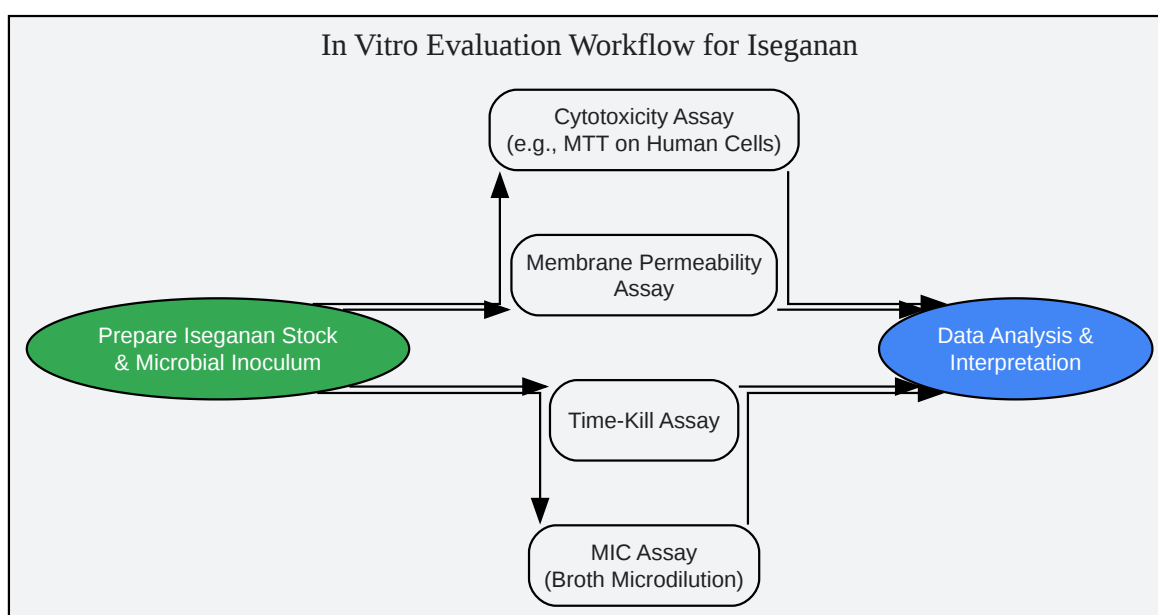 In Vitro Evaluation Workflow for Iseganan
Cytotoxicity Assay
(e.g., MTT on Human Cells)
Membrane Permeability
Assay
Prepare Iseganan Stock
& Microbial Inoculum
Data Analysis &
Interpretation
Time-Kill Assay
MIC Assay
(Broth Microdilution)